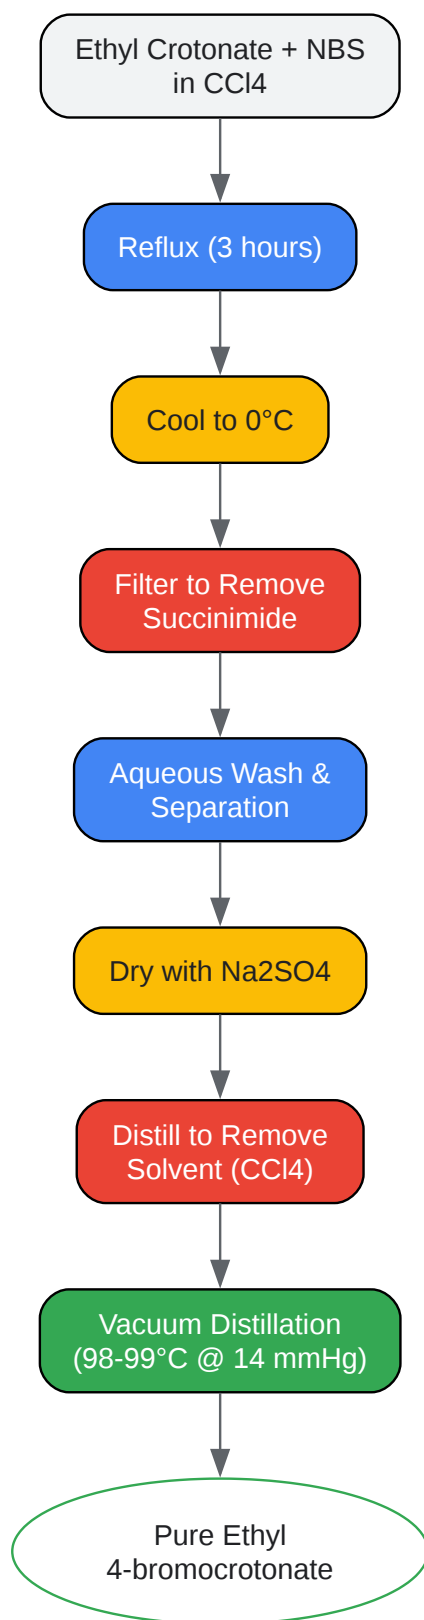 Ethyl Crotonate + NBS
in CCl4
Reflux (3 hours)
Cool to 0°C
Filter to Remove
Succinimide
Aqueous Wash &
Separation
Dry with Na2SO4
Distill to Remove
Solvent (CCl4)
Vacuum Distillation
(98-99°C @ 14 mmHg)
Pure Ethyl
4-bromocrotonate